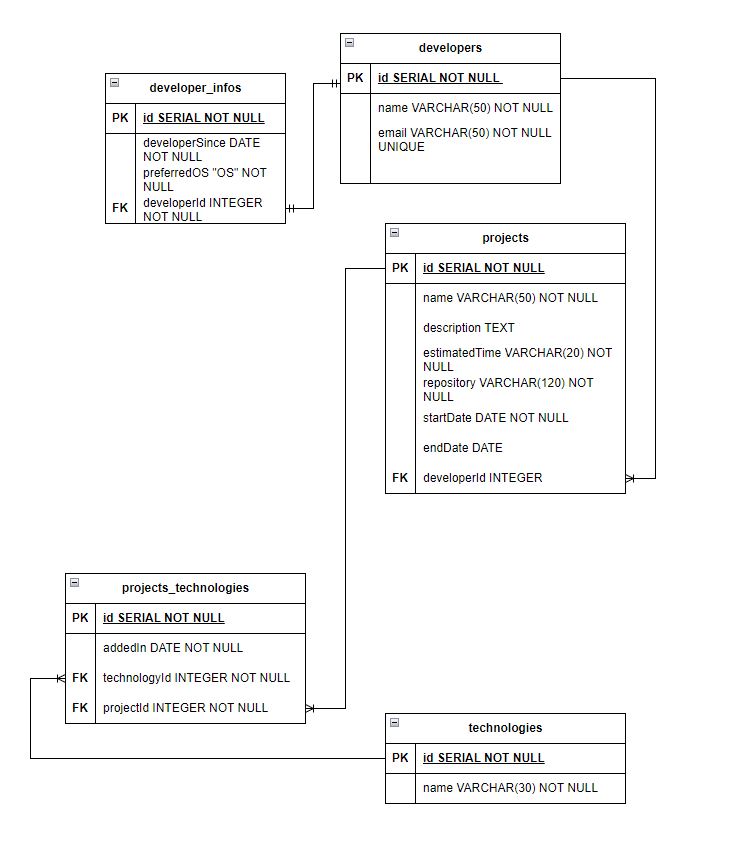 developers
PK id SERIAL NOT NULL
name VARCHAR(50) NOT NULL
email VARCHAR(50) NOT NULL
UNIQUE
developer_infos
PK id SERIAL NOT NULL
developerSince DATE
NOT NULL
preferredOS "OS" NOT
NULL
FK developerId INTEGER
NOT NULL
projects
PK id SERIAL NOT NULL
name VARCHAR(50) NOT NULL
description TEXT
estimatedTime VARCHAR(20) NOT
NULL
repository VARCHAR(120) NOT
NULL
startDate DATE NOT NULL
endDate DATE
FK developerId INTEGER
projects_technologies
PK id SERIAL NOT NULL
addedIn DATE NOT NULL
FK technologyId INTEGER NOT NULL
FK projectId INTEGER NOT NULL
technologies
PK id SERIAL NOT NULL
name VARCHAR(30) NOT NULL